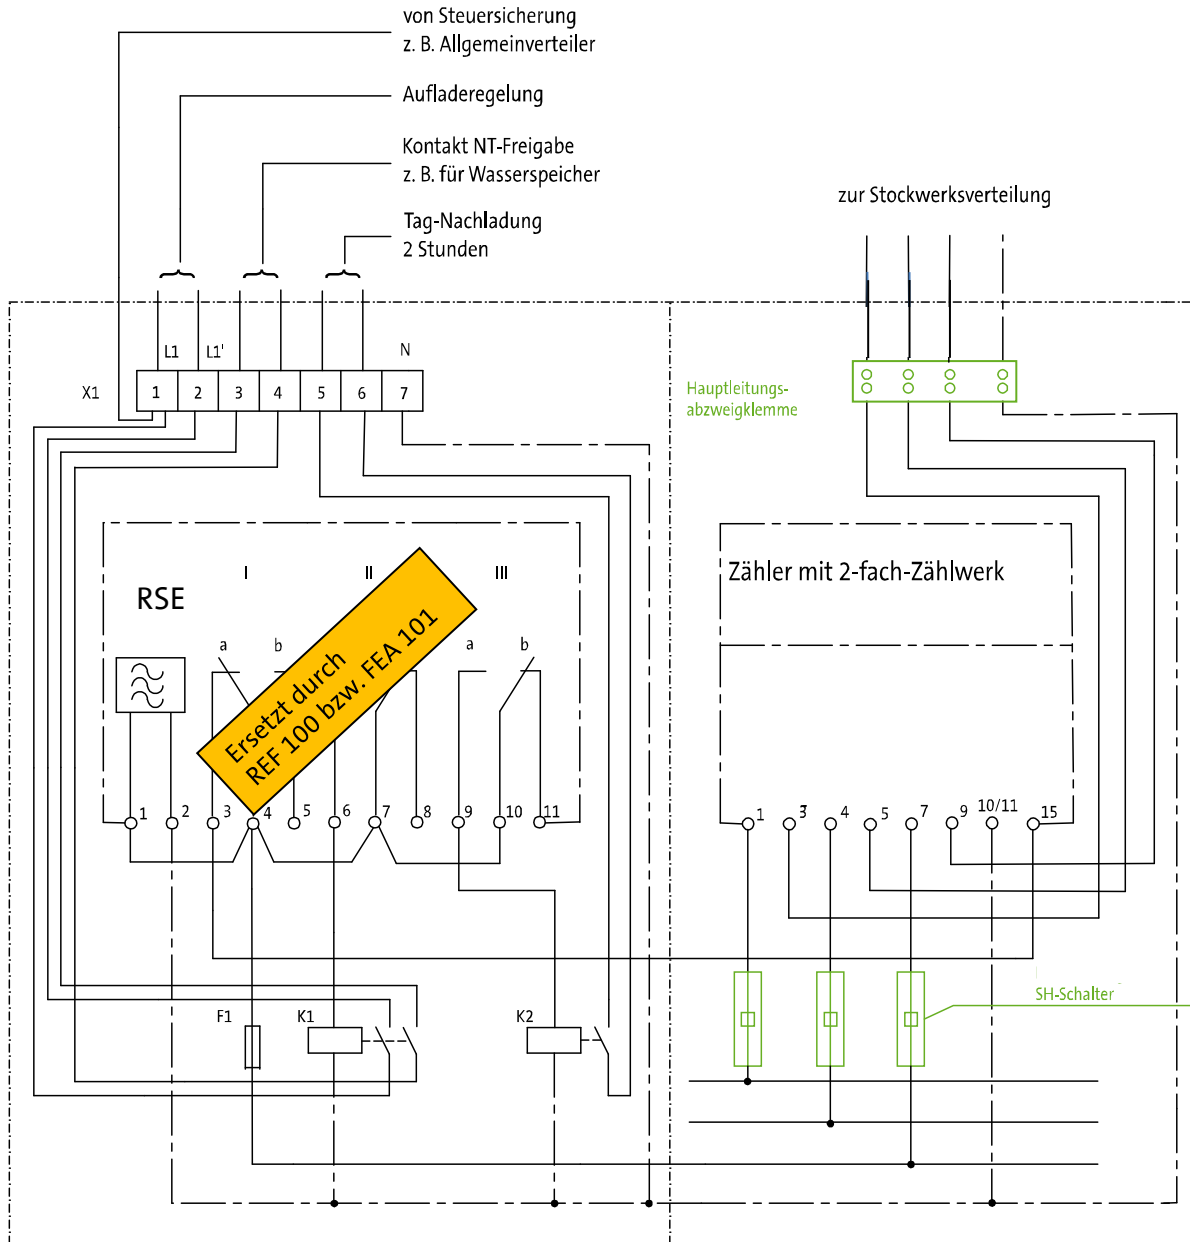 von Steuersicherung
z. B. Allgemeinverteiler
Aufladeregelung
Kontakt NT-Freigabe
z. B. für Wasserspeicher
Tag-Nachladung
2 Stunden
zur Stockwerksverteilung
L1 L1' N
X1 1 2 3 4 5 6 7
Hauptleitungs-
abzweigklemme
I II III
RSE
Zähler mit 2-fach-Zählwerk
a b a b
Ersetzt durch
REF 100 bzw. FEA 101
1 2 3 4 5 6 7 8 9 10 11
1 3 4 5 7 9 10/11 15
SH-Schalter
F1 K1 K2